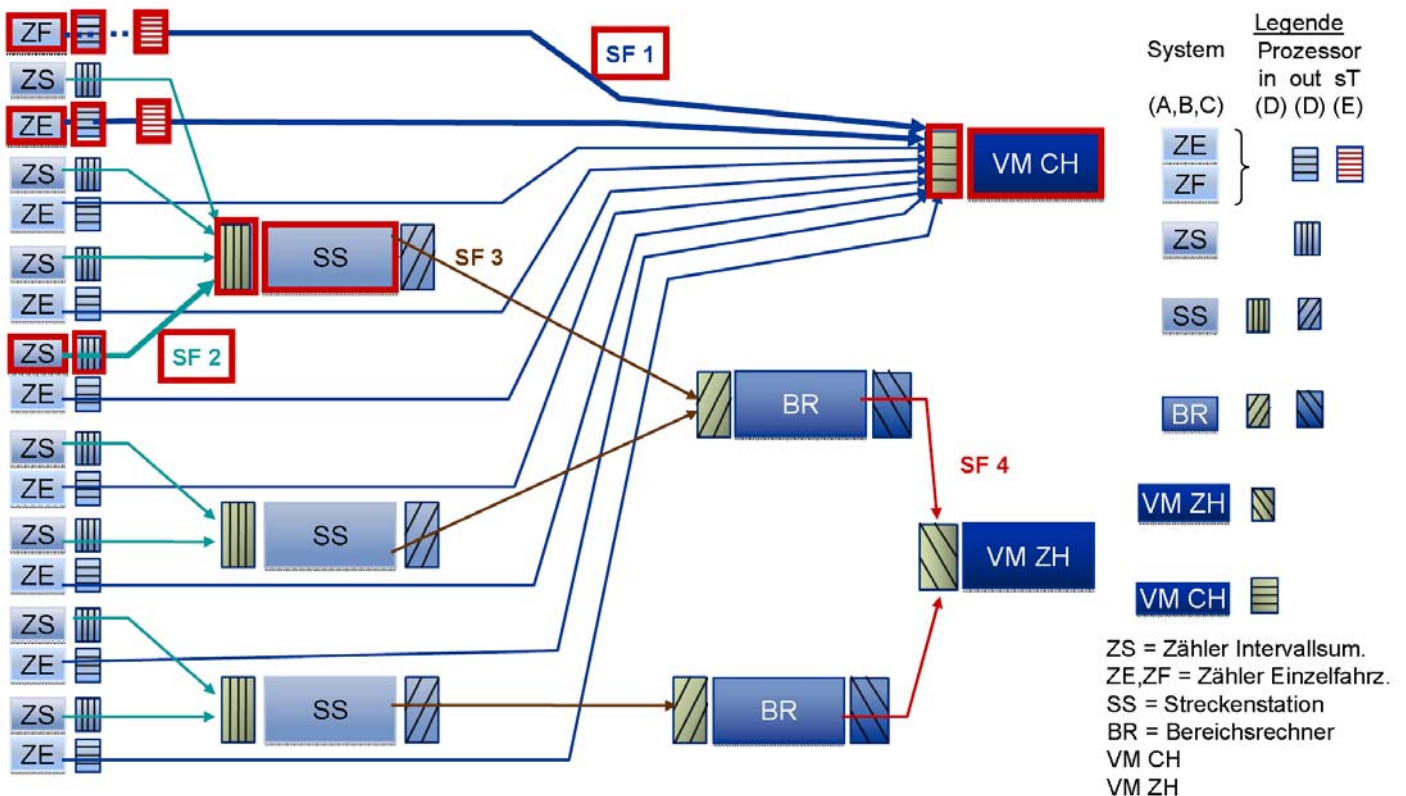 ZF
SF 1
ZS
ZE
VM CH
ZS
ZE
ZS
SS
SF 3
ZE
ZS
SF 2
ZE
BR
ZS
SF 4
ZE
ZS
SS
VM ZH
ZE
ZS
ZE
ZS
SS
BR
ZE
Legende
System
Prozessor
in out sT
(A,B,C)
(D) (D) (E)
ZE
ZF
ZS
SS
BR
VM ZH
VM CH
ZS = Zähler Intervallsum.
ZE,ZF = Zähler Einzelfahrz.
SS = Streckenstation
BR = Bereichsrechner
VM CH
VM ZH